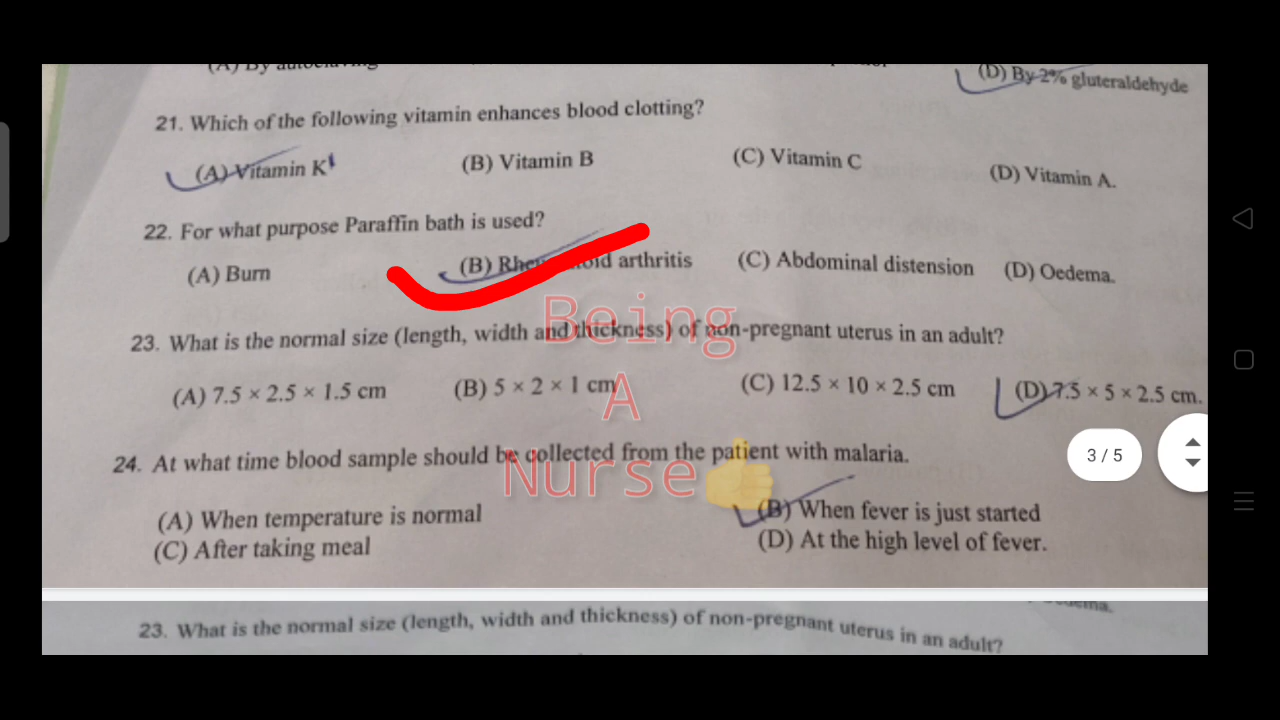 (A) By autoclaving
(D) By 2% gluteraldehyde
21. Which of the following vitamin enhances blood clotting?
(A) Vitamin K (B) Vitamin B (C) Vitamin C (D) Vitamin A.
22. For what purpose Paraffin bath is used?
(A) Burn (B) Rheumatoid arthritis (C) Abdominal distension (D) Oedema.
Being
23. What is the normal size (length, width and thickness) of non-pregnant uterus in an adult?
(A) 7.5 × 2.5 × 1.5 cm (B) 5 × 2 × 1 cm (C) 12.5 × 10 × 2.5 cm (D) 7.5 × 5 × 2.5 cm.
A
24. At what time blood sample should be collected from the patient with malaria.
3 / 5
Nurse
(A) When temperature is normal (B) When fever is just started
(C) After taking meal (D) At the high level of fever.
23. What is the normal size (length, width and thickness) of non-pregnant uterus in an adult?